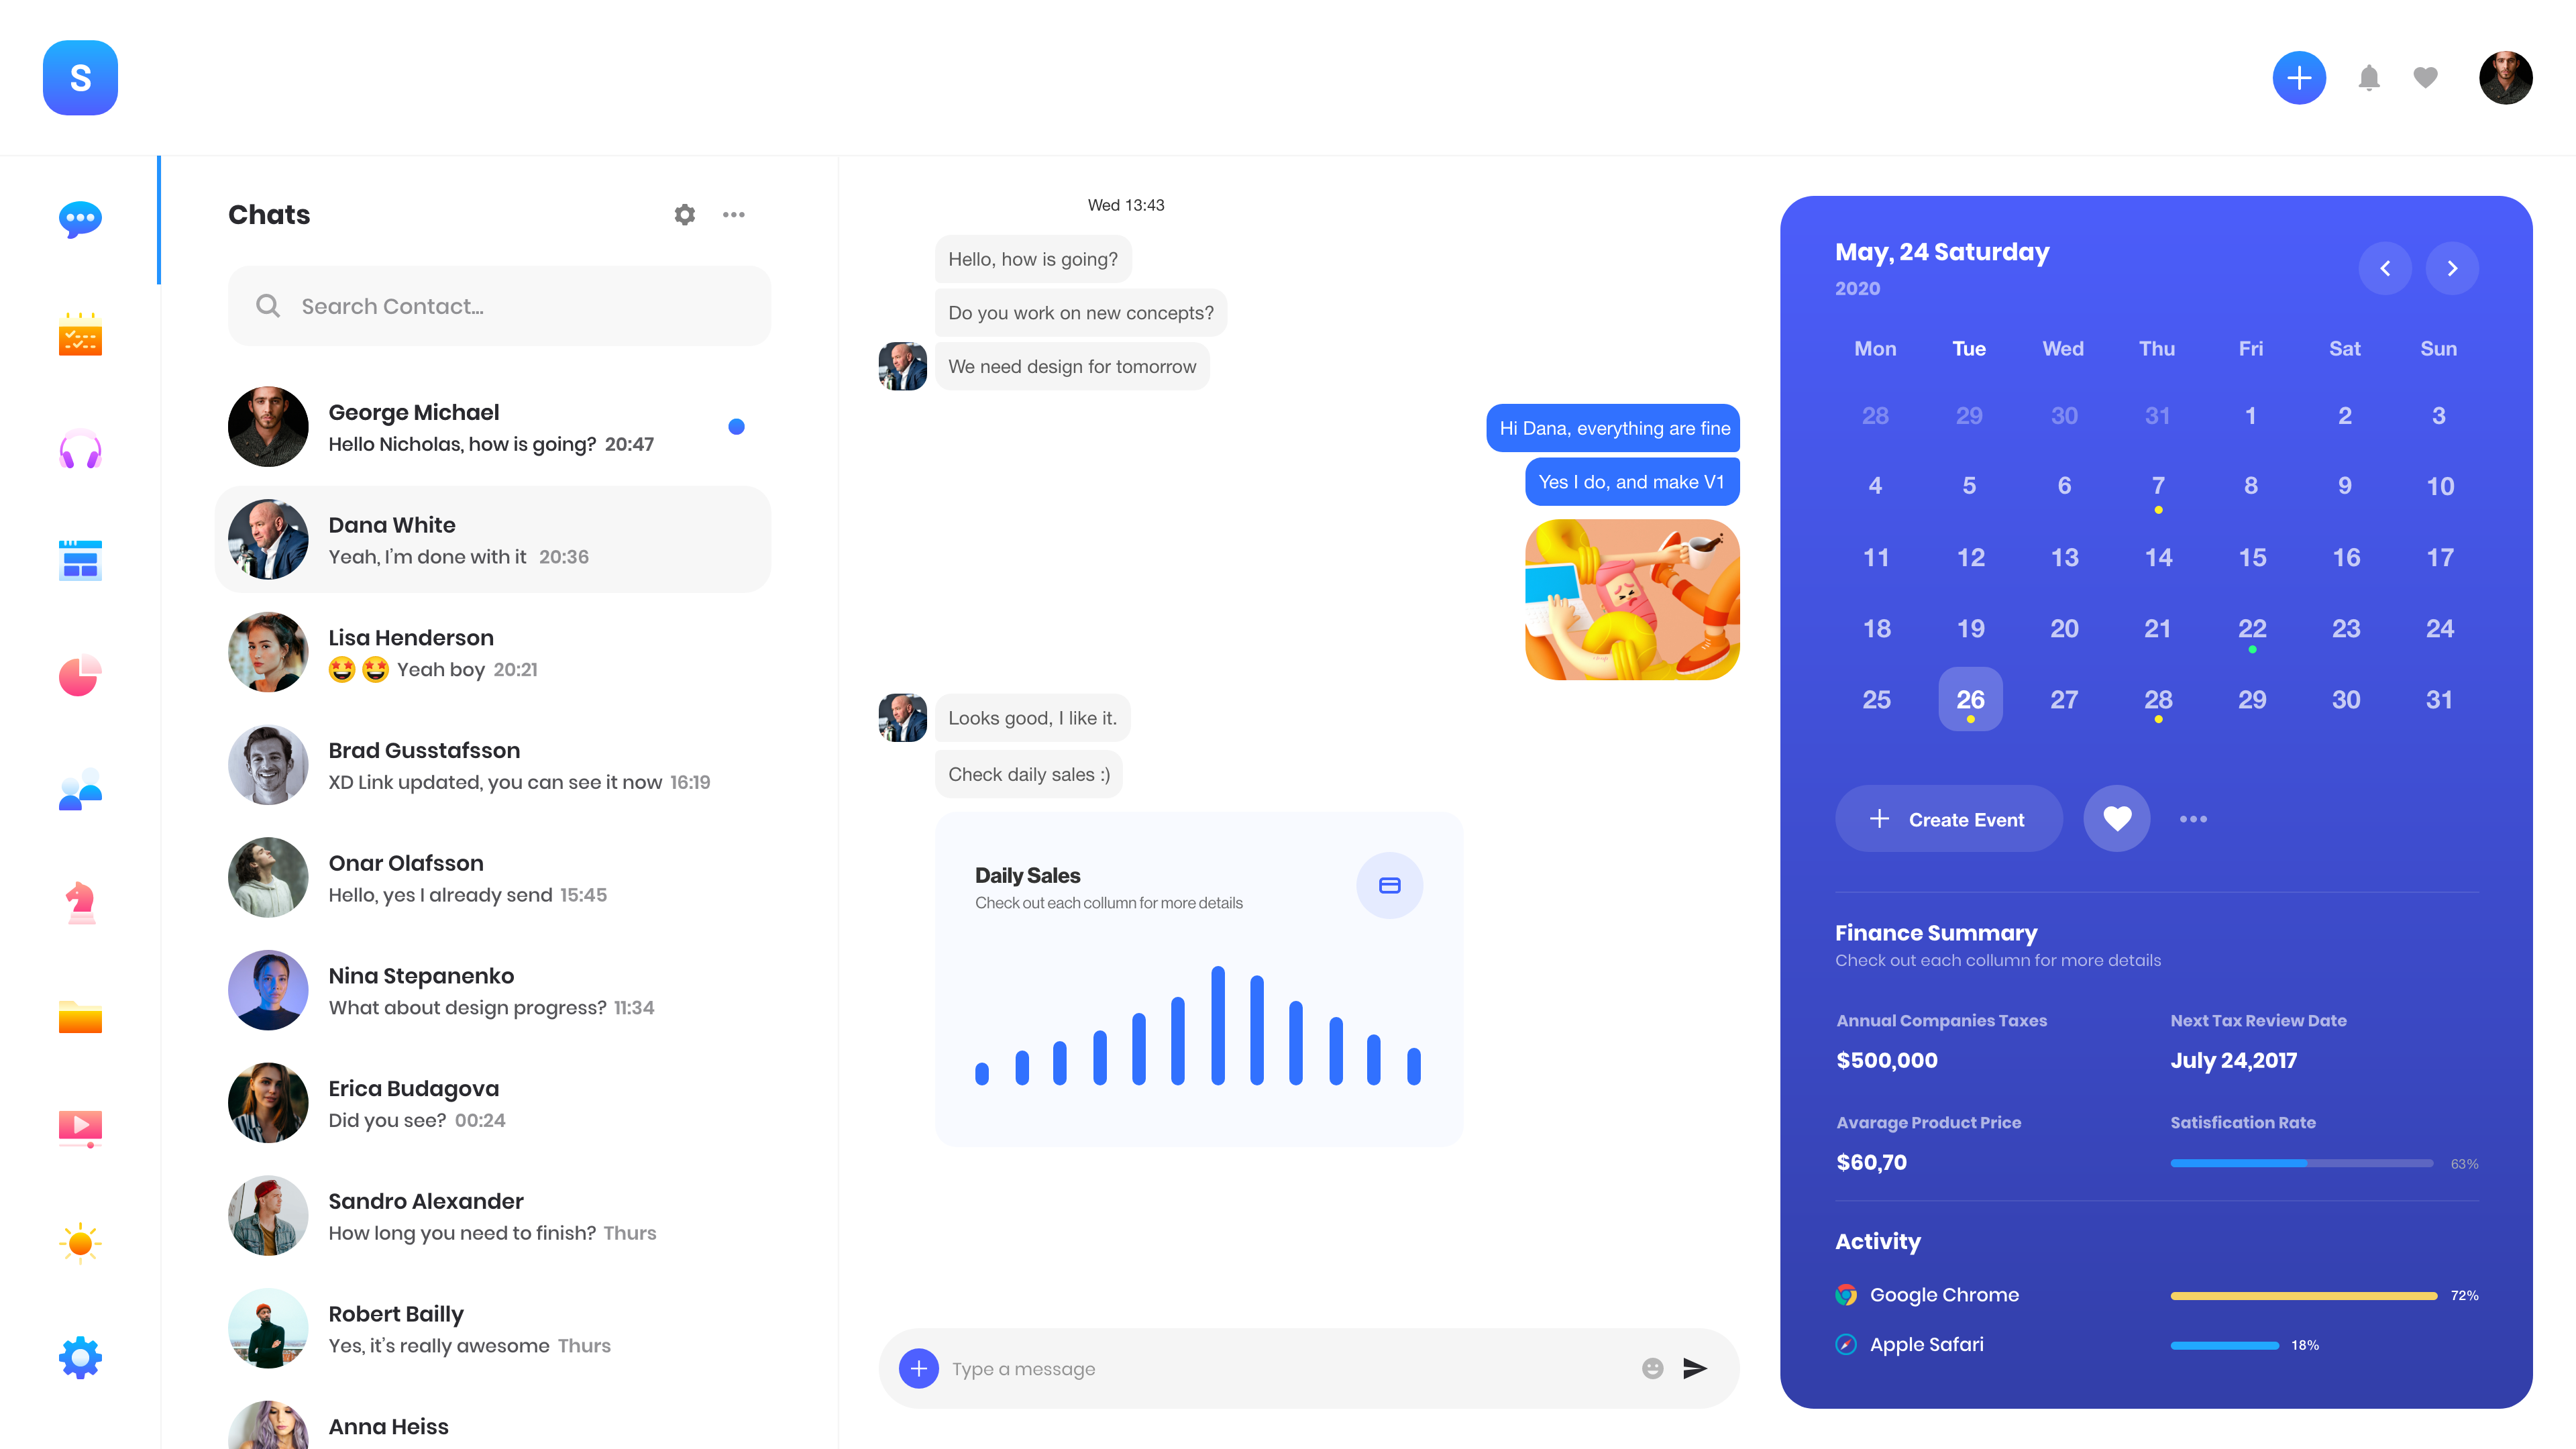 S
Chats
Search Contact...
George Michael
Hello Nicholas, how is going? 20:47
Dana White
Yeah, I'm done with it 20:36
Lisa Henderson
🤩 🤩 Yeah boy 20:21
Brad Gusstafsson
XD Link updated, you can see it now 16:19
Onar Olafsson
Hello, yes I already send 15:45
Nina Stepanenko
What about design progress? 11:34
Erica Budagova
Did you see? 00:24
Sandro Alexander
How long you need to finish? Thurs
Robert Bailly
Yes, it's really awesome Thurs
Anna Heiss
Wed 13:43
Hello, how is going?
Do you work on new concepts?
We need design for tomorrow
Hi Dana, everything are fine
Yes I do, and make V1
Looks good, I like it.
Check daily sales :)
Daily Sales
Check out each collumn for more details
Type a message
May, 24 Saturday
2020
Mon Tue Wed Thu Fri Sat Sun
28 29 30 31 1 2 3
4 5 6 7 8 9 10
11 12 13 14 15 16 17
18 19 20 21 22 23 24
25 26 27 28 29 30 31
Create Event
Finance Summary
Check out each collumn for more details
Annual Companies Taxes
$500,000
Next Tax Review Date
July 24,2017
Avarage Product Price
$60,70
Satisfication Rate
63%
Activity
Google Chrome 72%
Apple Safari 18%